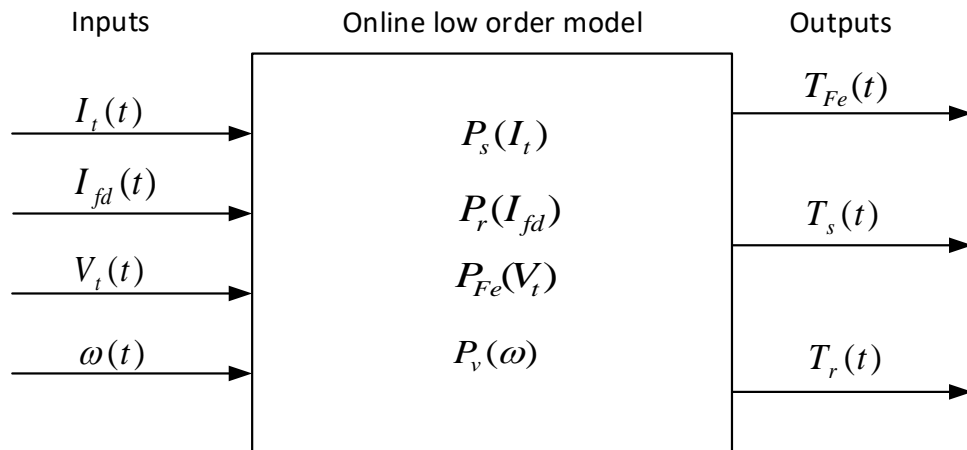 Inputs
Online low order model
Outputs
I_t(t)
I_fd(t)
V_t(t)
ω(t)
P_s(I_t)
P_r(I_fd)
P_Fe(V_t)
P_v(ω)
T_Fe(t)
T_s(t)
T_r(t)